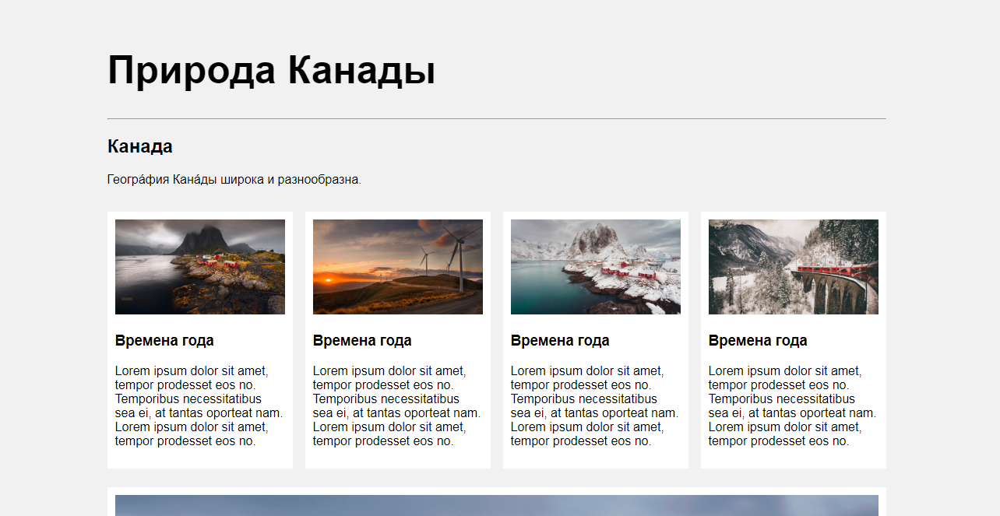 Природа Канады
Канада
Геогра́фия Кана́ды широка и разнообразна.
Времена года
Lorem ipsum dolor sit amet,
tempor prodesset eos no.
Temporibus necessitatibus
sea ei, at tantas oporteat nam.
Lorem ipsum dolor sit amet,
tempor prodesset eos no.
Времена года
Lorem ipsum dolor sit amet,
tempor prodesset eos no.
Temporibus necessitatibus
sea ei, at tantas oporteat nam.
Lorem ipsum dolor sit amet,
tempor prodesset eos no.
Времена года
Lorem ipsum dolor sit amet,
tempor prodesset eos no.
Temporibus necessitatibus
sea ei, at tantas oporteat nam.
Lorem ipsum dolor sit amet,
tempor prodesset eos no.
Времена года
Lorem ipsum dolor sit amet,
tempor prodesset eos no.
Temporibus necessitatibus
sea ei, at tantas oporteat nam.
Lorem ipsum dolor sit amet,
tempor prodesset eos no.